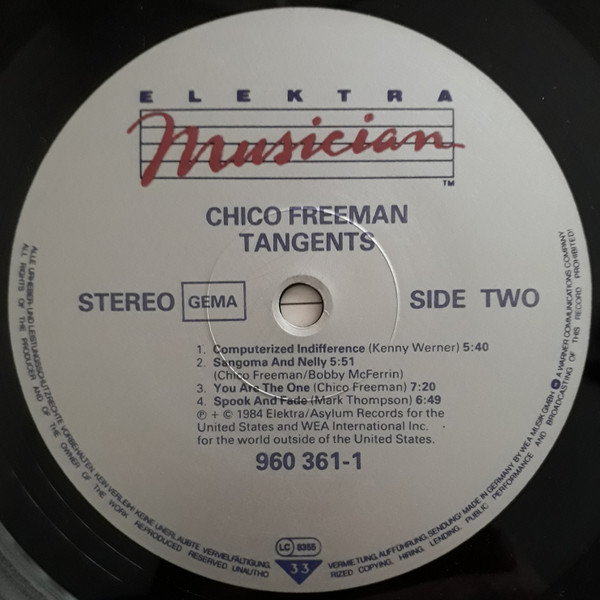 ELEKTRA
Musician
TM
CHICO FREEMAN
TANGENTS
STEREO GEMA SIDE TWO
1. Computerized Indifference (Kenny Werner) 5:40
2. Sangoma And Nelly 5:51
(Chico Freeman/Bobby McFerrin)
3. You Are The One (Chico Freeman) 7:20
4. Spook And Fade (Mark Thompson) 6:49
℗ + © 1984 Elektra/Asylum Records for the
United States and WEA International Inc.
for the world outside of the United States.
960 361-1
LC 8355
33
ALLE URHEBER- UND LEISTUNGSSCHUTZRECHTE VORBEHALTEN. KEIN VERLEIH! KEINE UNERLAUBTE VERVIELFÄLTIGUNG, VERMIETUNG, AUFFÜHRUNG, SENDUNG! MADE IN GERMANY BY WEA MUSIK GMBH A WARNER COMMUNICATIONS COMPANY
ALL RIGHTS OF THE PRODUCER AND OF THE OWNER OF THE WORK REPRODUCED RESERVED UNAUTHORIZED COPYING, HIRING, LENDING, PUBLIC PERFORMANCE AND BROADCASTING OF THIS RECORD PROHIBITED!